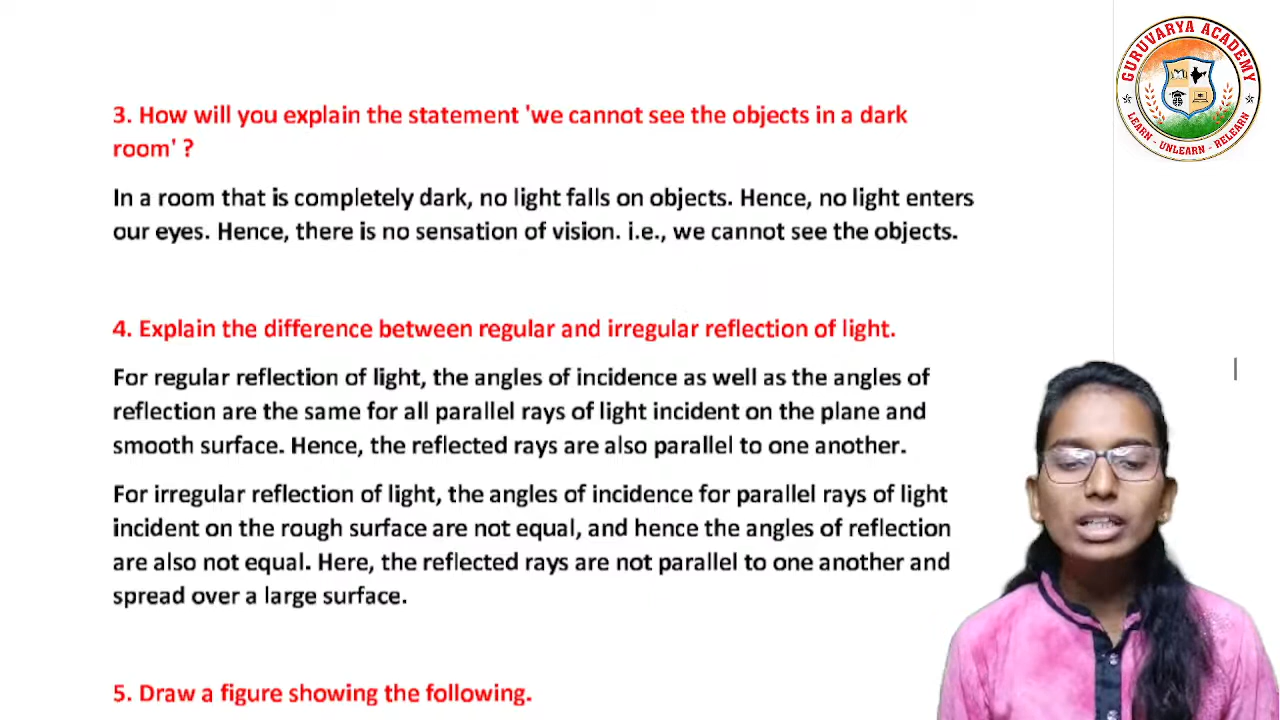 3. How will you explain the statement 'we cannot see the objects in a dark
room' ?
In a room that is completely dark, no light falls on objects. Hence, no light enters
our eyes. Hence, there is no sensation of vision. i.e., we cannot see the objects.
4. Explain the difference between regular and irregular reflection of light.
For regular reflection of light, the angles of incidence as well as the angles of
reflection are the same for all parallel rays of light incident on the plane and
smooth surface. Hence, the reflected rays are also parallel to one another.
For irregular reflection of light, the angles of incidence for parallel rays of light
incident on the rough surface are not equal, and hence the angles of reflection
are also not equal. Here, the reflected rays are not parallel to one another and
spread over a large surface.
5. Draw a figure showing the following.
GURUVARYA ACADEMY
LEARN - UNLEARN - RELEARN